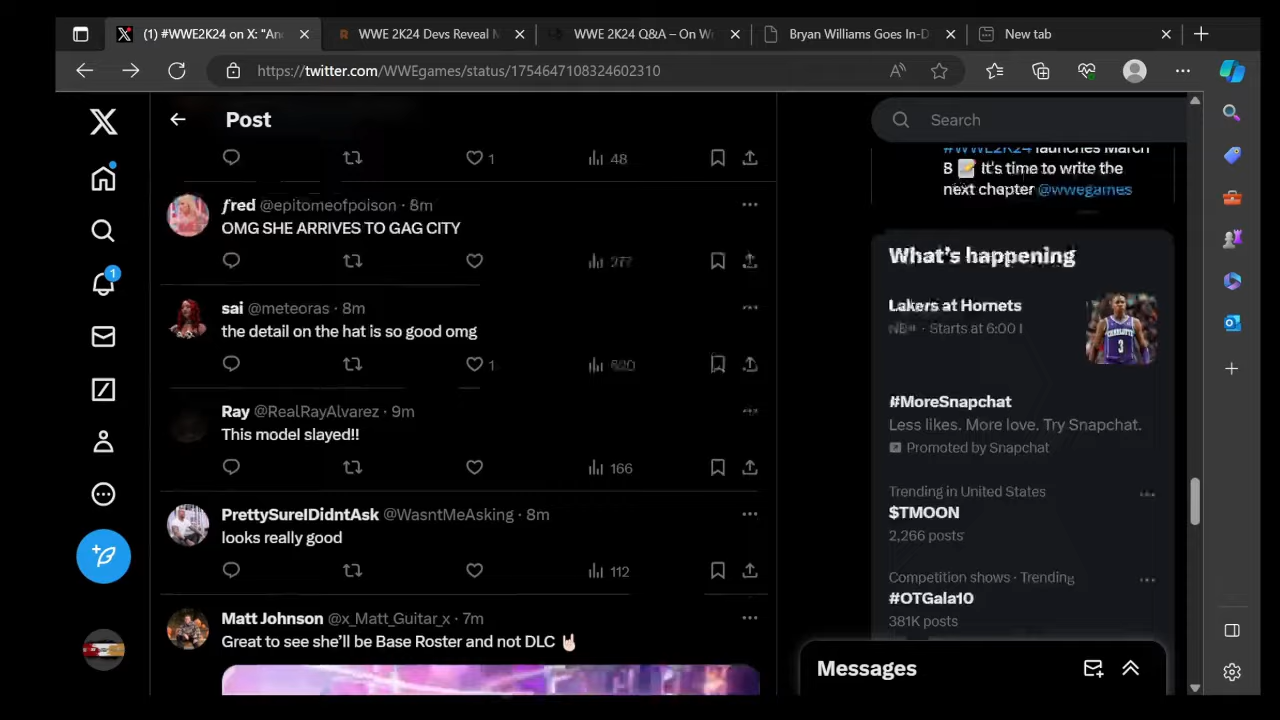 (1) #WWE2K24 on X: "An
WWE 2K24 Devs Reveal
WWE 2K24 Q&A – On W
Bryan Williams Goes In-D
New tab
https://twitter.com/WWEgames/status/1754647108324602310
Post
Search
1
48
#WWE2K24 launches March
8 📝 It's time to write the
next chapter @wwegames
fred @epitomeofpoison · 8m
OMG SHE ARRIVES TO GAG CITY
sai @meteoras · 8m
the detail on the hat is so good omg
1
Ray @RealRayAlvarez · 9m
This model slayed!!
166
PrettySureIDidntAsk @WasntMeAsking · 8m
looks really good
112
Matt Johnson @x_Matt_Guitar_x · 7m
Great to see she'll be Base Roster and not DLC 🤘🏻
What's happening
Lakers at Hornets
Starts at 6:00
#MoreSnapchat
Less likes. More love. Try Snapchat.
Promoted by Snapchat
Trending in United States
$TMOON
2,266 posts
Competition shows · Trending
#OTGala10
381K posts
Messages
1